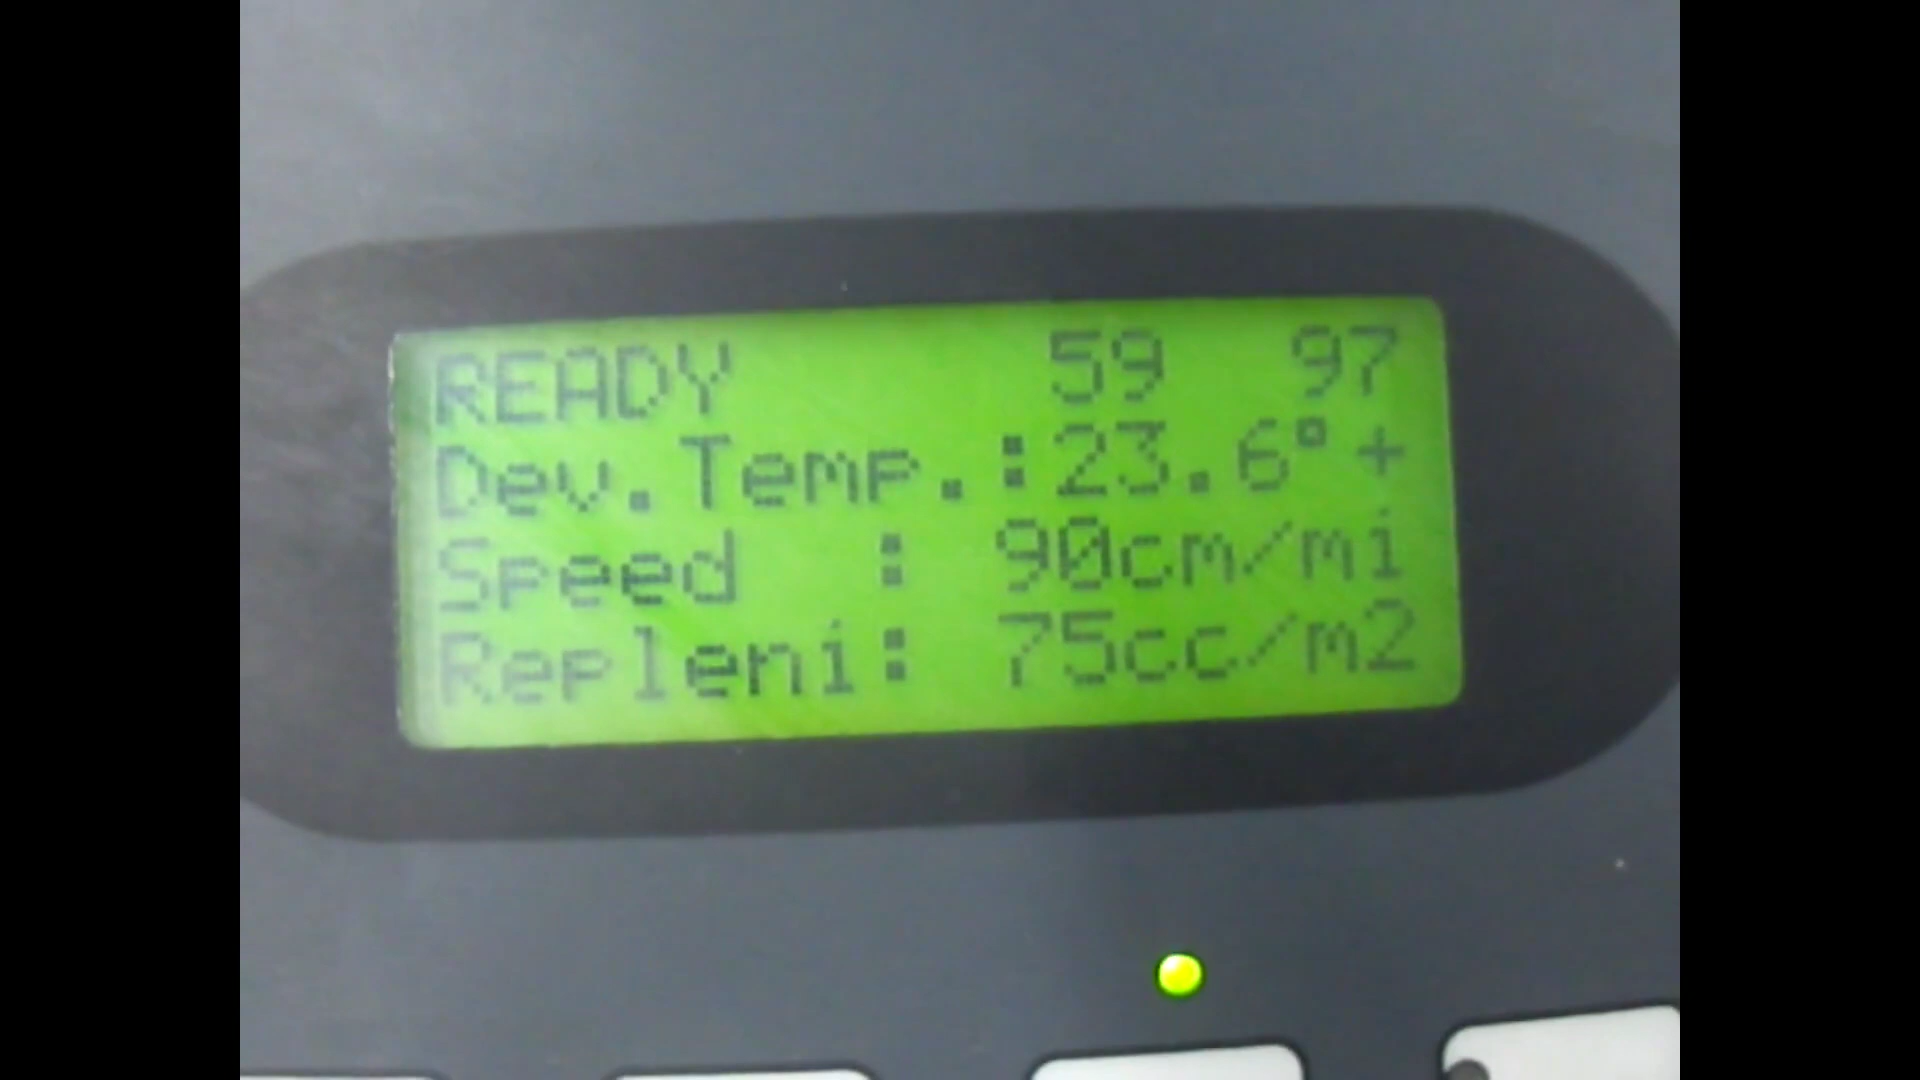 READY 59 97
Dev.Temp.:23.6°+
Speed : 90cm/mi
Repleni: 75cc/m2